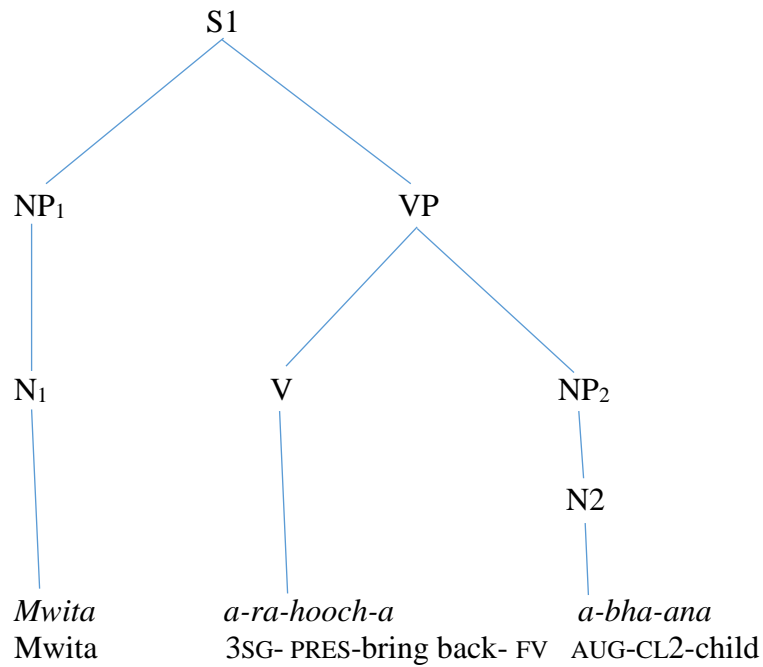 S1
NP₁ VP
N₁ V NP₂
N2
Mwita a-ra-hooch-a a-bha-ana
Mwita 3SG- PRES-bring back- FV AUG-CL2-child